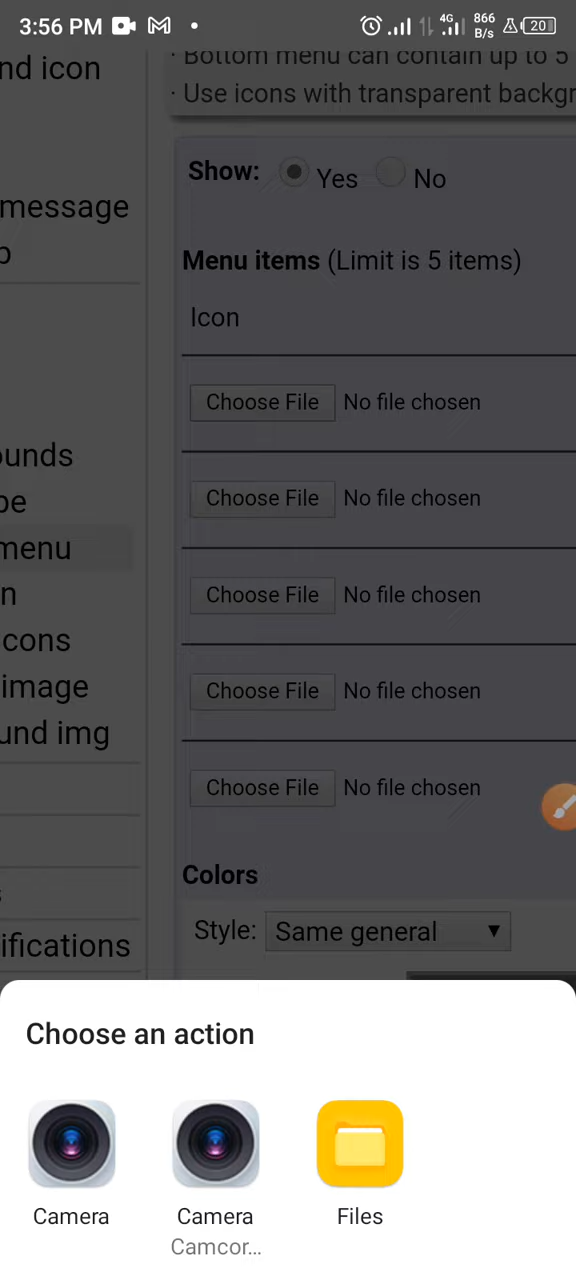 3:56 PM
4G 866 B/s 20
nd icon
message
p
ounds
pe
menu
n
cons
image
und img
s
ifications
· Bottom menu can contain up to 5
· Use icons with transparent backgr
Show: Yes No
Menu items (Limit is 5 items)
Icon
Choose File No file chosen
Choose File No file chosen
Choose File No file chosen
Choose File No file chosen
Choose File No file chosen
Colors
Style: Same general
Choose an action
Camera
Camera
Camcor...
Files